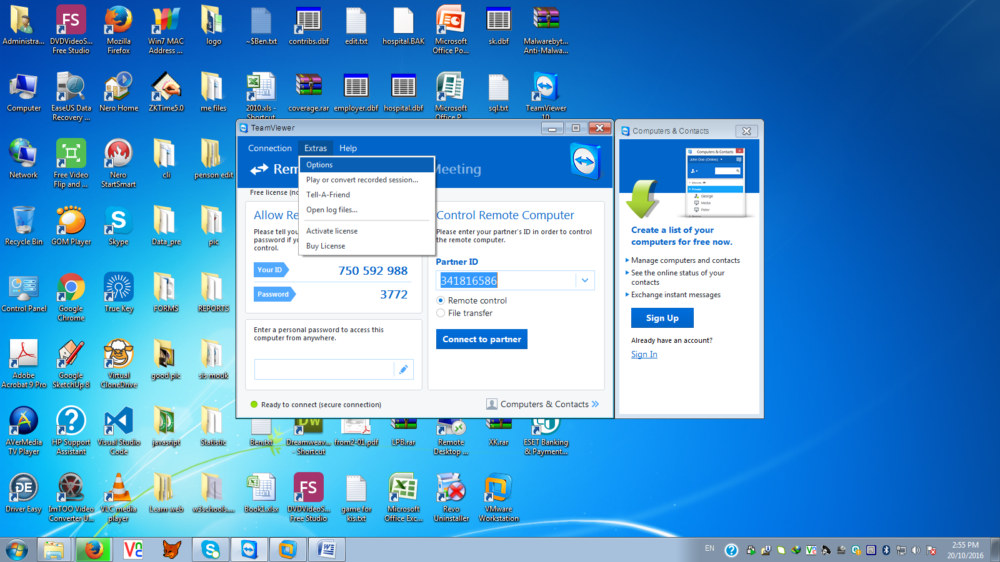 Administra...
DVDVideoS...
Free Studio
Mozilla
Firefox
Win7 MAC
Address ...
logo
~$Ben.txt
contribs.dbf
edit.txt
hospital.BAK
Microsoft
Office Po...
sk.dbf
Malwarebyt...
Anti-Malwa...
Computer
EaseUS Data
Recovery ...
Nero Home
ZKTime5.0
me files
2010.xls -
Shortcut
coverage.rar
employer.dbf
hospital.dbf
Microsoft
Office P...
sql.txt
TeamViewer
10
Network
Free Video
Flip and ...
Nero
StartSmart
cli
penson edit
Recycle Bin
GOM Player
Skype
Data_pre
pic
Control Panel
Google
Chrome
True Key
FORMS
REPORTS
Adobe
Acrobat 9 Pro
Google
SketchUp 8
Virtual
CloneDrive
good pic
sis mouk
AVerMedia
TV Player
HP Support
Assistant
Visual Studio
Code
javasript
Statistic
Ben.txt
Dreamweav...
- Shortcut
from2-01.pdf
LPB.rar
Remote
Desktop ...
XK.rar
ESET Banking
& Payment...
Driver Easy
ImTOO Video
Converter U...
VLC media
player
Learn web
w3schools....
Book1.xlsx
DVDVideoS...
Free Studio
game for
kis.txt
Microsoft
Office Exc...
Revo
Uninstaller
VMware
Workstation
TeamViewer
Connection
Extras
Help
Rem
Meeting
Options
Play or convert recorded session...
Tell-A-Friend
Open log files...
Activate license
Buy License
Free license (no
Allow Re
Please tell you
password if yo
control.
Your ID
750 592 988
Password
3772
Enter a personal password to access this
computer from anywhere.
Control Remote Computer
Please enter your partner's ID in order to control
the remote computer.
Partner ID
341816586
Remote control
File transfer
Connect to partner
Ready to connect (secure connection)
Computers & Contacts
Computers & Contacts
Computers & Contacts
John Doe (Online)
Private
George
Media
Peter
Create a list of your
computers for free now.
Manage computers and contacts
See the online status of your
contacts
Exchange instant messages
Sign Up
Already have an account?
Sign In
EN
2:55 PM
20/10/2016